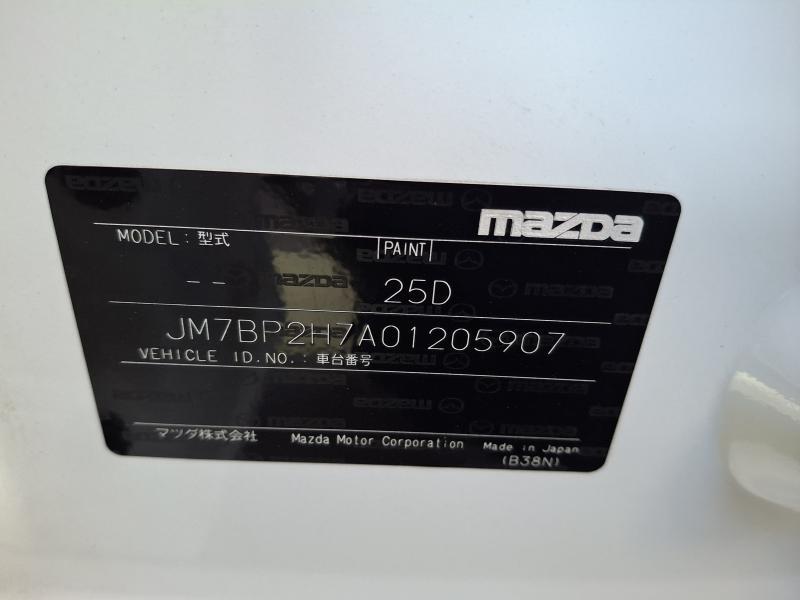 mazda
MODEL: 型式 PAINT
-- 25D
JM7BP2H7A01205907
VEHICLE ID.NO.: 車台番号
マツダ株式会社 Mazda Motor Corporation Made in Japan
(B38N)